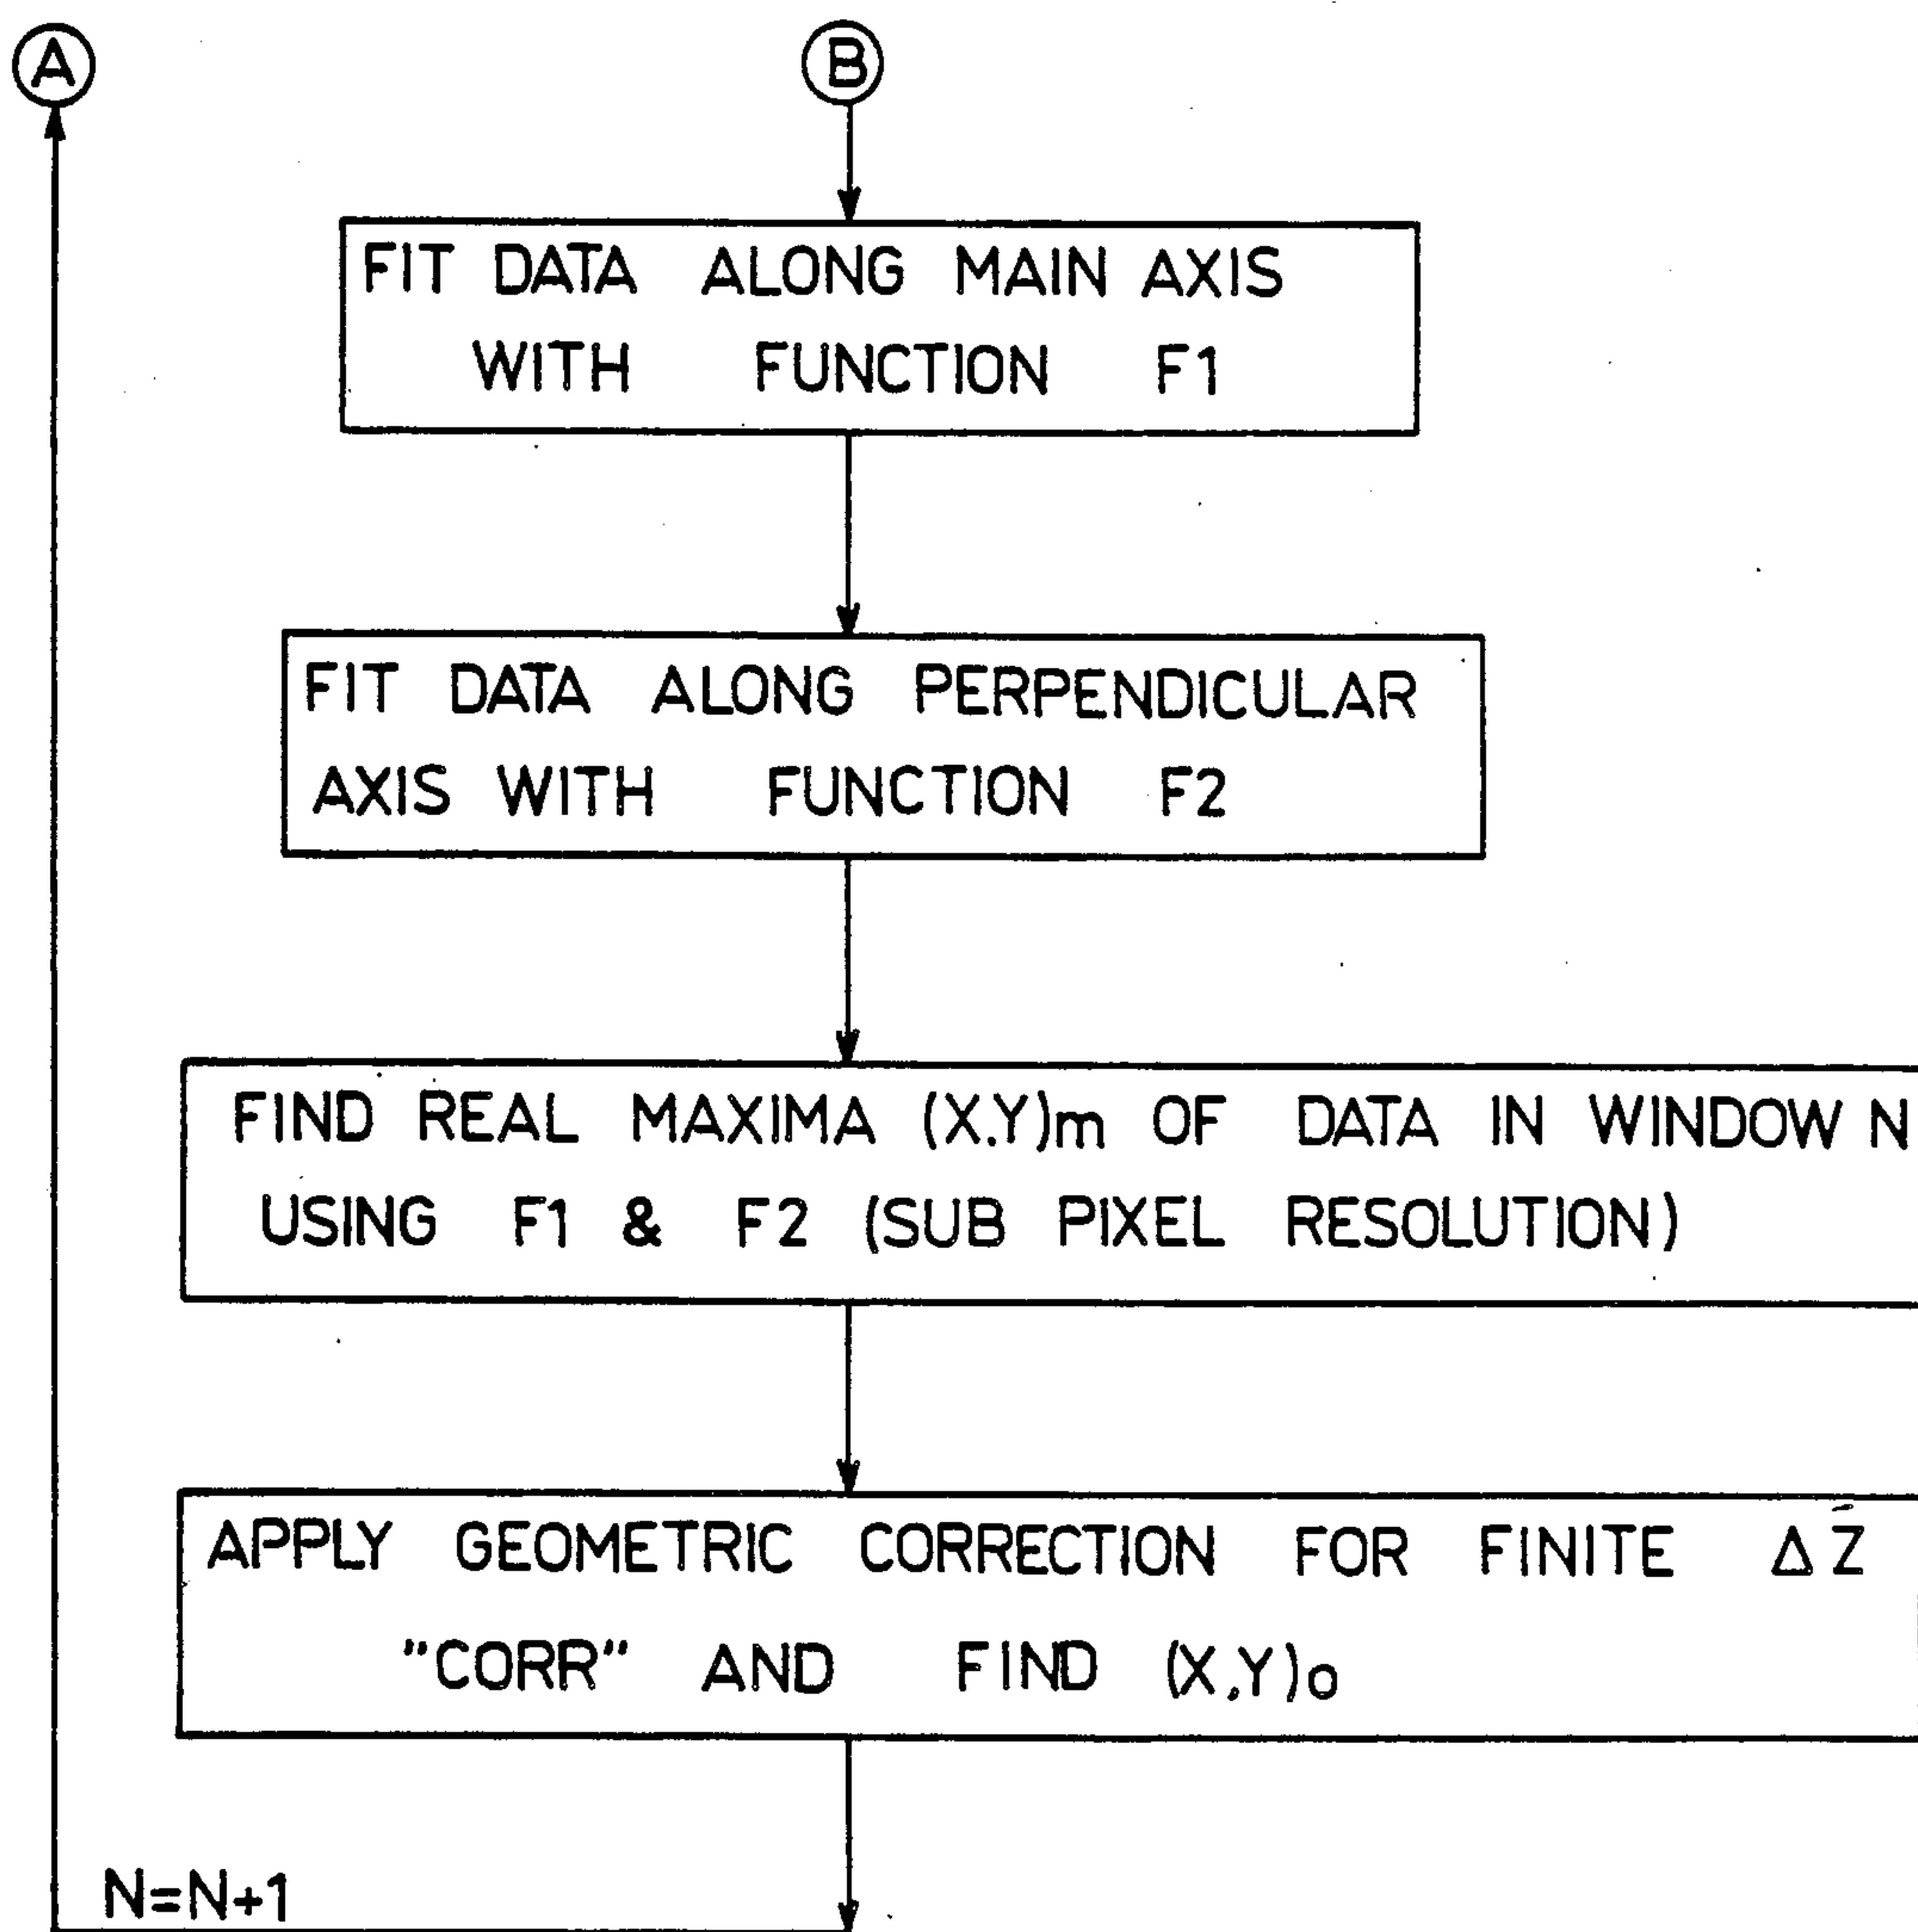 A
B
FIT DATA ALONG MAIN AXIS
WITH FUNCTION F1
FIT DATA ALONG PERPENDICULAR
AXIS WITH FUNCTION F2
FIND REAL MAXIMA (X.Y)m OF DATA IN WINDOW N
USING F1 & F2 (SUB PIXEL RESOLUTION)
APPLY GEOMETRIC CORRECTION FOR FINITE Δ Z
"CORR" AND FIND (X,Y)o
N=N+1